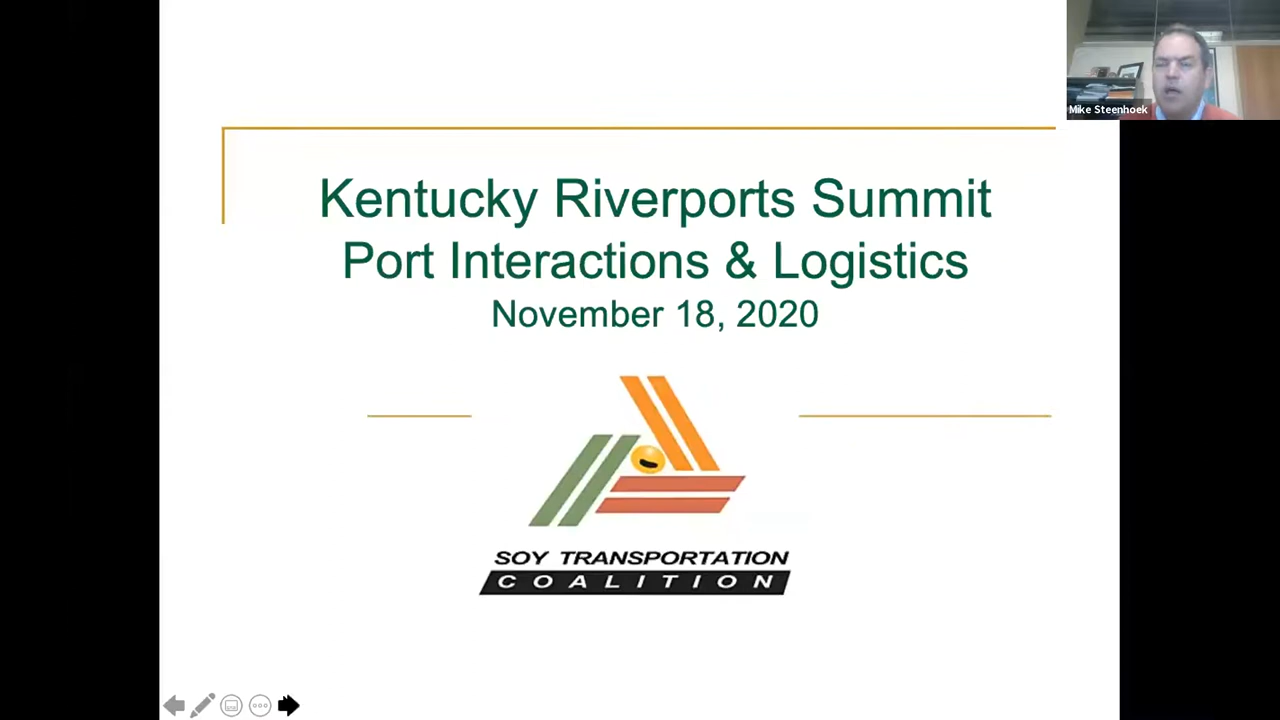 Mike Steenhoek
Kentucky Riverports Summit
Port Interactions & Logistics
November 18, 2020
SOY TRANSPORTATION
COALITION